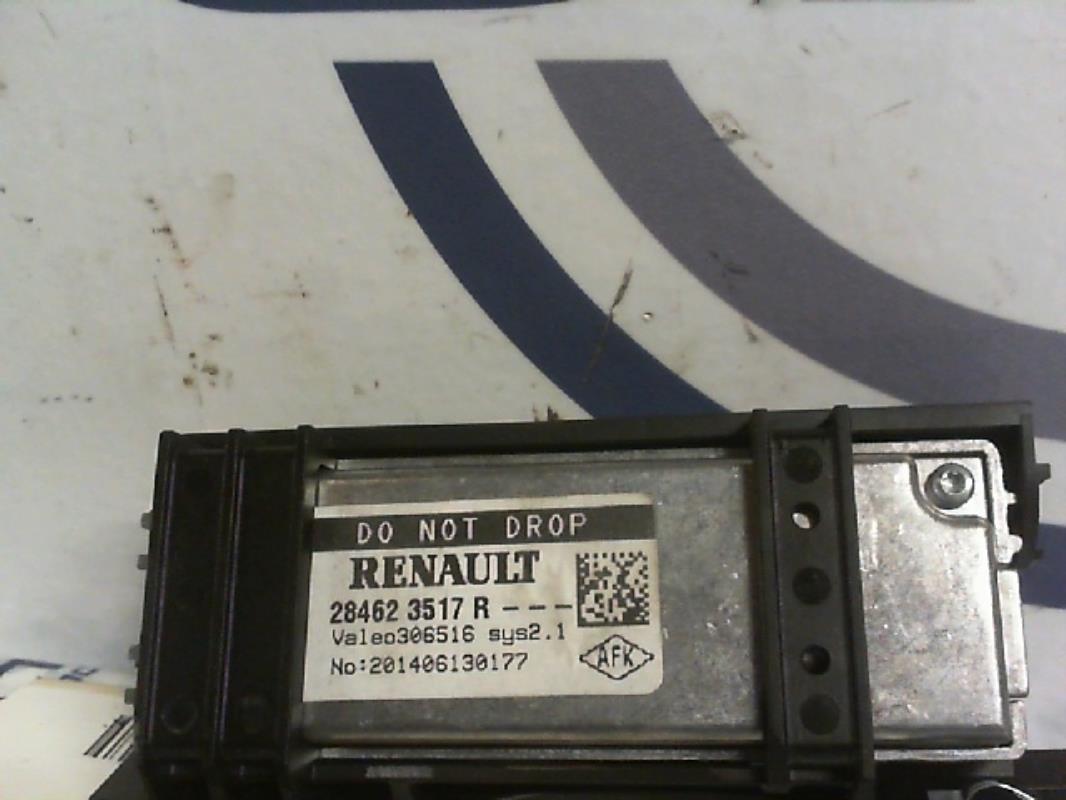 DO NOT DROP
RENAULT
28462 3517 R - - -
Valeo306516 sys2.1
No:201406130177
AFK